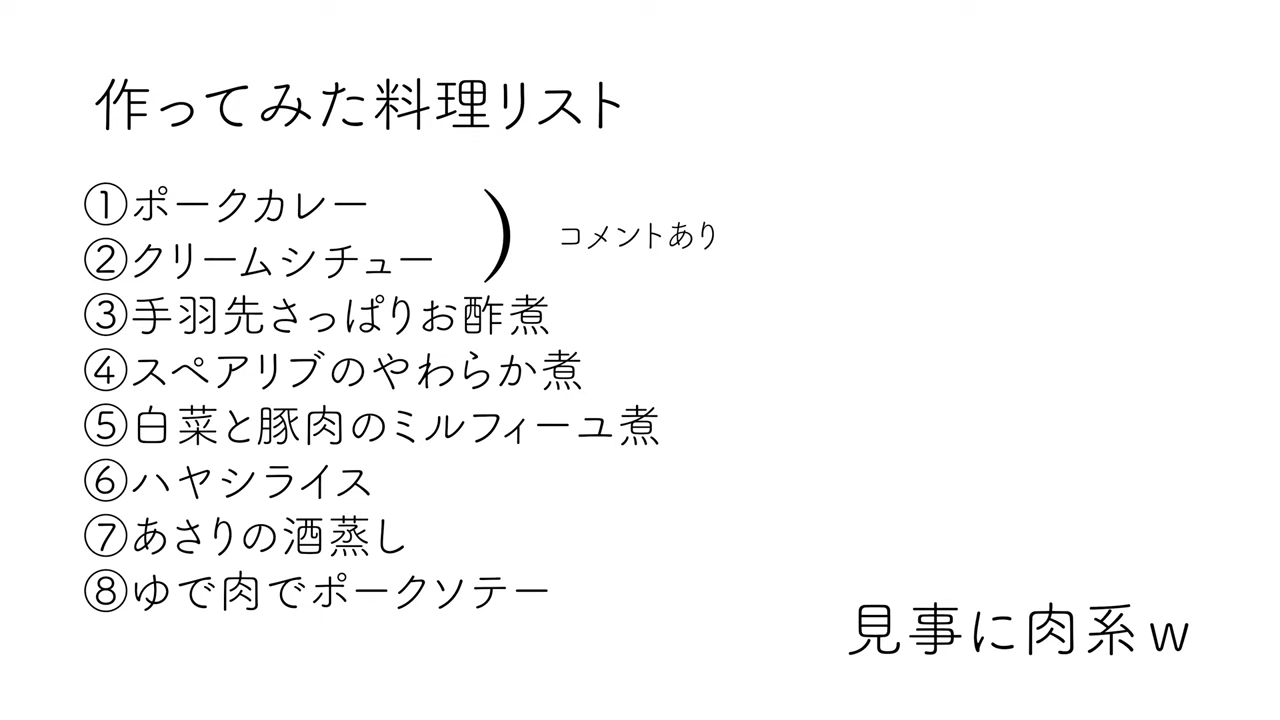 作ってみた料理リスト
①ポークカレー
②クリームシチュー
) コメントあり
③手羽先さっぱりお酢煮
④スペアリブのやわらか煮
⑤白菜と豚肉のミルフィーユ煮
⑥ハヤシライス
⑦あさりの酒蒸し
⑧ゆで肉でポークソテー
見事に肉系ｗ